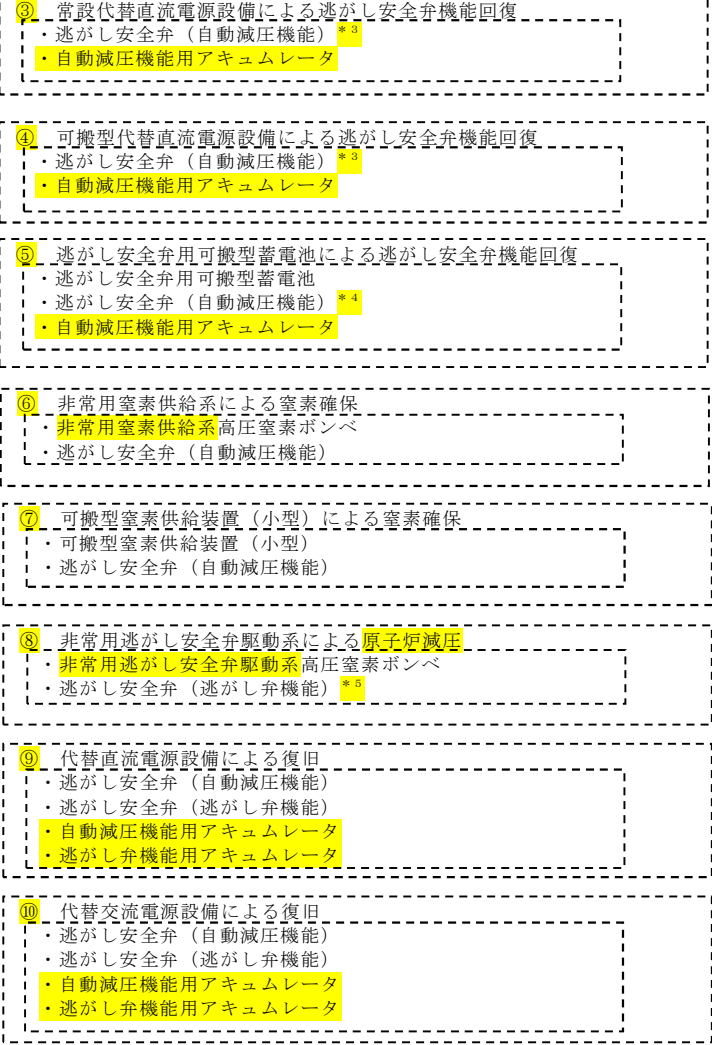 ③　常設代替直流電源設備による逃がし安全弁機能回復
・逃がし安全弁（自動減圧機能）＊３
・自動減圧機能用アキュムレータ
④　可搬型代替直流電源設備による逃がし安全弁機能回復
・逃がし安全弁（自動減圧機能）＊３
・自動減圧機能用アキュムレータ
⑤　逃がし安全弁用可搬型蓄電池による逃がし安全弁機能回復
・逃がし安全弁用可搬型蓄電池
・逃がし安全弁（自動減圧機能）＊４
・自動減圧機能用アキュムレータ
⑥　非常用窒素供給系による窒素確保
・非常用窒素供給系高圧窒素ボンベ
・逃がし安全弁（自動減圧機能）
⑦　可搬型窒素供給装置（小型）による窒素確保
・可搬型窒素供給装置（小型）
・逃がし安全弁（自動減圧機能）
⑧　非常用逃がし安全弁駆動系による原子炉減圧
・非常用逃がし安全弁駆動系高圧窒素ボンベ
・逃がし安全弁（逃がし弁機能）＊５
⑨　代替直流電源設備による復旧
・逃がし安全弁（自動減圧機能）
・逃がし安全弁（逃がし弁機能）
・自動減圧機能用アキュムレータ
・逃がし弁機能用アキュムレータ
⑩　代替交流電源設備による復旧
・逃がし安全弁（自動減圧機能）
・逃がし安全弁（逃がし弁機能）
・自動減圧機能用アキュムレータ
・逃がし弁機能用アキュムレータ